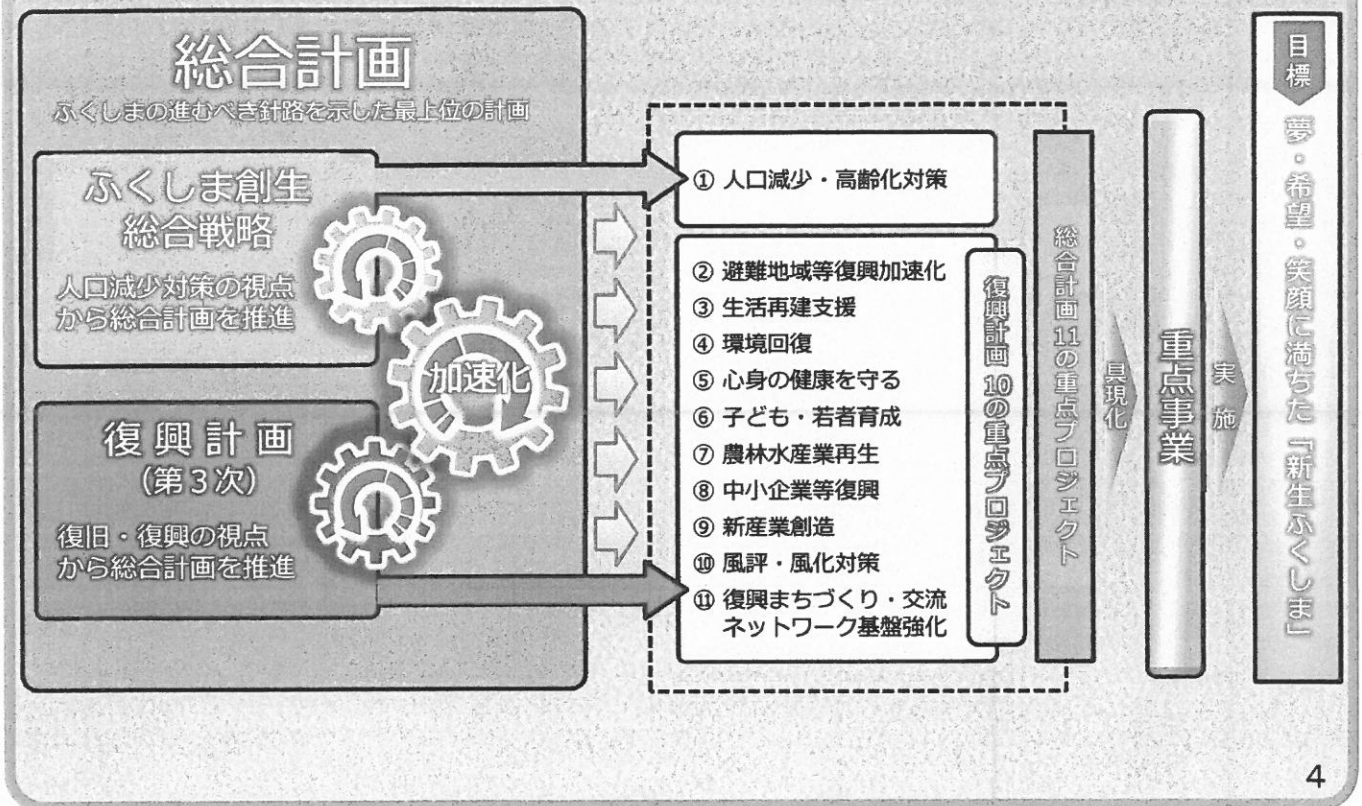 総合計画
ふくしまの進むべき針路を示した最上位の計画
ふくしま創生
総合戦略
人口減少対策の視点
から総合計画を推進
加速化
復興計画
(第3次)
復旧・復興の視点
から総合計画を推進
① 人口減少・高齢化対策
② 避難地域等復興加速化
③ 生活再建支援
④ 環境回復
⑤ 心身の健康を守る
⑥ 子ども・若者育成
⑦ 農林水産業再生
⑧ 中小企業等復興
⑨ 新産業創造
⑩ 風評・風化対策
⑪ 復興まちづくり・交流
ネットワーク基盤強化
復興計画 10の重点プロジェクト
総合計画11の重点プロジェクト
具現化
重点事業
実施
目標
夢・希望・笑顔に満ちた「新生ふくしま」
4